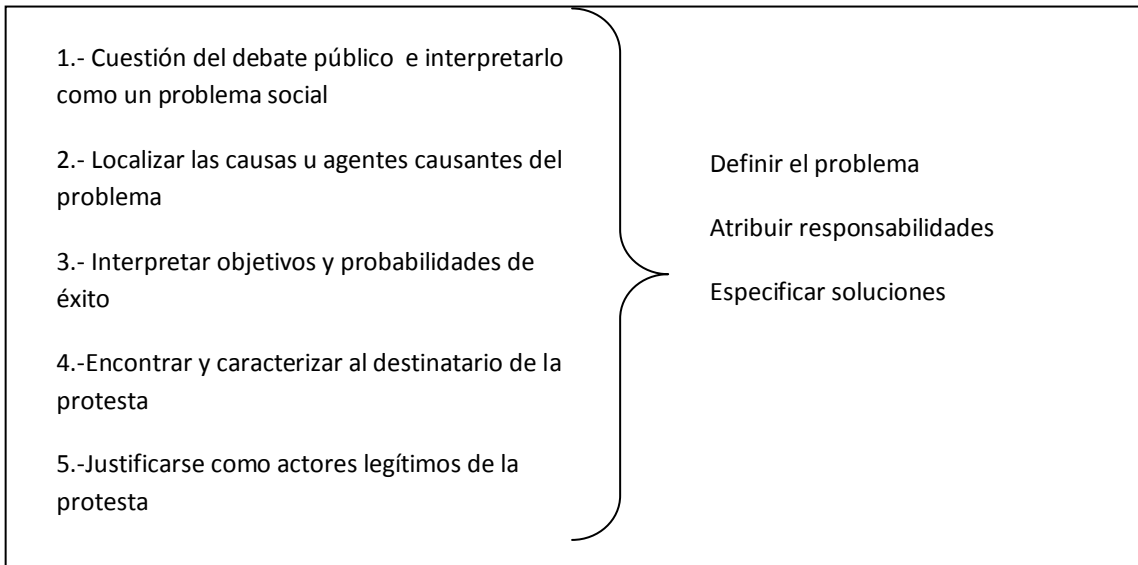 1.- Cuestión del debate público  e interpretarlo
como un problema social
2.- Localizar las causas u agentes causantes del
problema
3.- Interpretar objetivos y probabilidades de
éxito
4.-Encontrar y caracterizar al destinatario de la
protesta
5.-Justificarse como actores legítimos de la
protesta
Definir el problema
Atribuir responsabilidades
Especificar soluciones